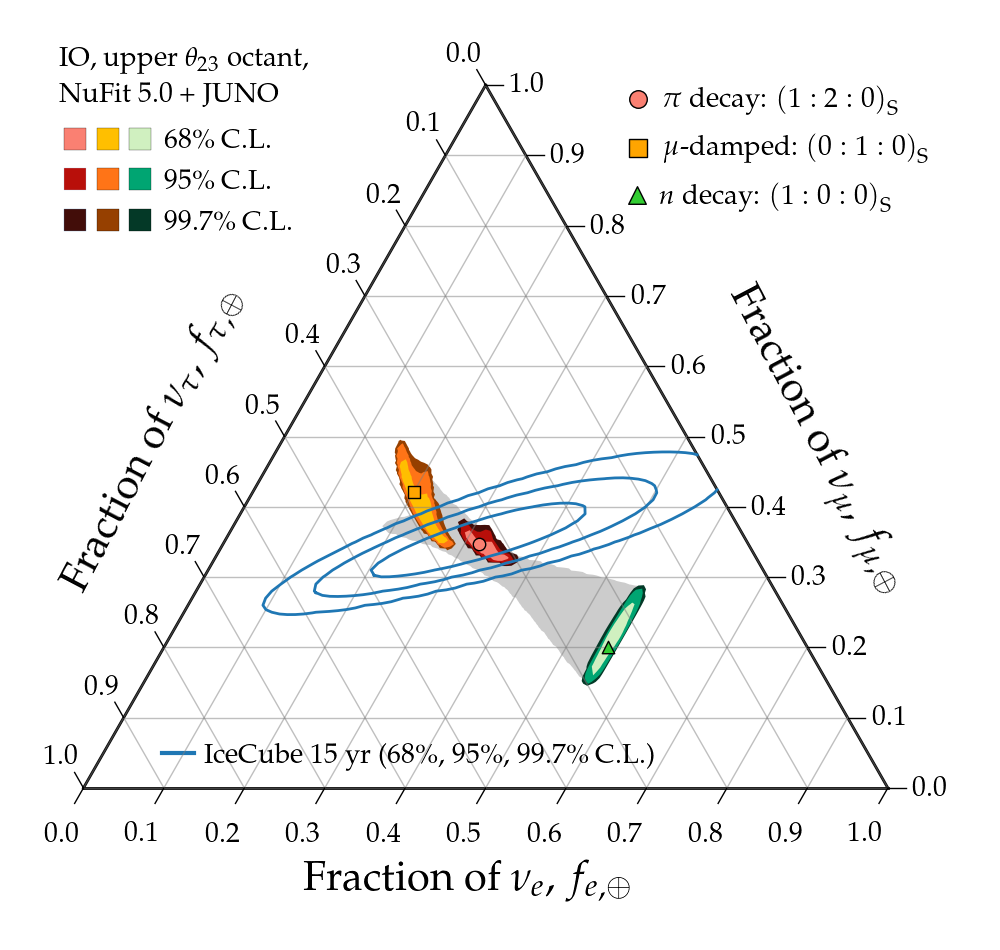 IO, upper θ₂₃ octant,
NuFit 5.0 + JUNO
68% C.L.
95% C.L.
99.7% C.L.
π decay: (1 : 2 : 0)S
μ-damped: (0 : 1 : 0)S
n decay: (1 : 0 : 0)S
0.0
0.1
0.2
0.3
0.4
0.5
0.6
0.7
0.8
0.9
1.0
Fraction of ντ, fτ,⊕
1.0
0.9
0.8
0.7
0.6
0.5
0.4
0.3
0.2
0.1
0.0
Fraction of νμ, fμ,⊕
IceCube 15 yr (68%, 95%, 99.7% C.L.)
0.0 0.1 0.2 0.3 0.4 0.5 0.6 0.7 0.8 0.9 1.0
Fraction of νe, fe,⊕